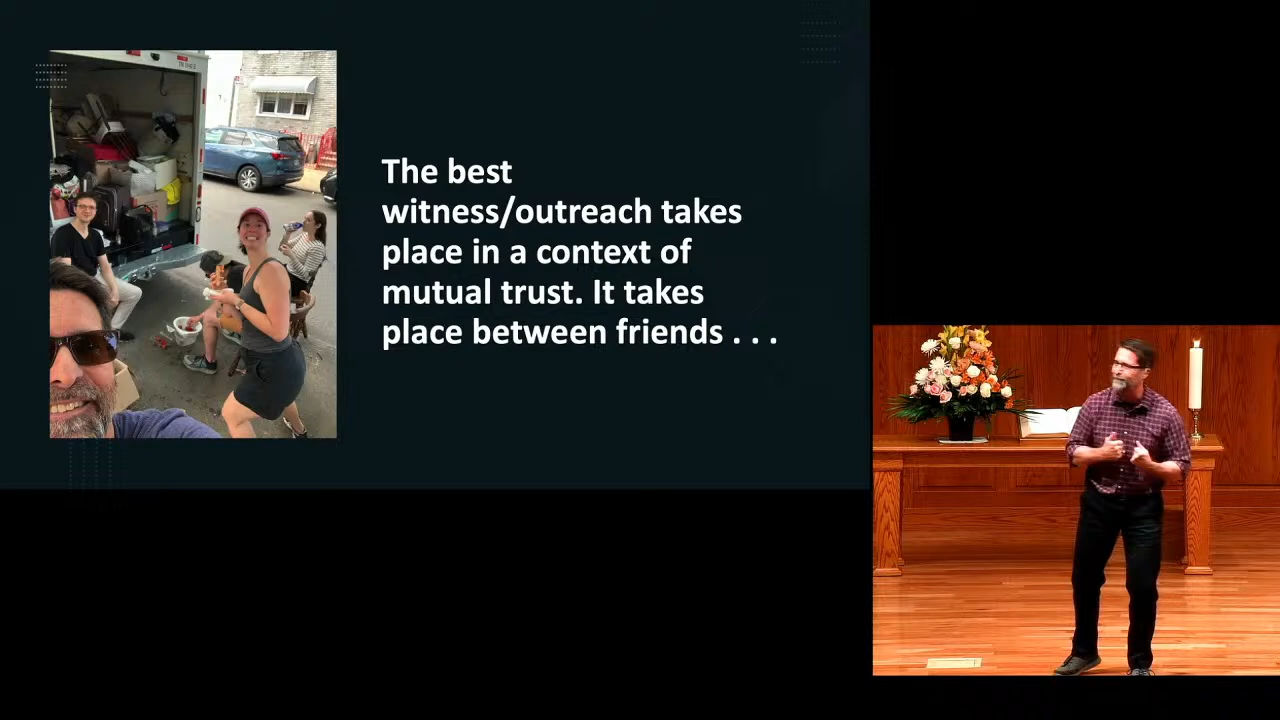 The best
witness/outreach takes
place in a context of
mutual trust. It takes
place between friends . . .